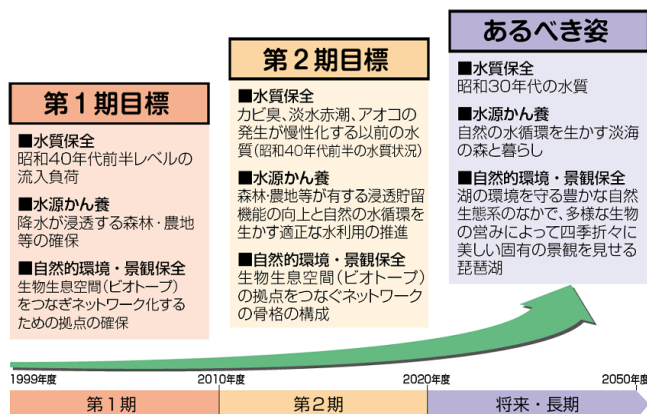 第1期目標
■水質保全
昭和40年代前半レベルの
流入負荷
■水源かん養
降水が浸透する森林・農地
等の確保
■自然的環境・景観保全
生物生息空間(ビオトープ)
をつなぎネットワーク化する
ための拠点の確保
第2期目標
■水質保全
カビ臭、淡水赤潮、アオコの
発生が慢性化する以前の水
質(昭和40年代前半の水質状況)
■水源かん養
森林・農地等が有する浸透貯留
機能の向上と自然の水循環を
生かす適正な水利用の推進
■自然的環境・景観保全
生物生息空間(ビオトープ)
の拠点をつなぐネットワーク
の骨格の構成
あるべき姿
■水質保全
昭和30年代の水質
■水源かん養
自然の水循環を生かす淡海
の森と暮らし
■自然的環境・景観保全
湖の環境を守る豊かな自然
生態系のなかで、多様な生物
の営みによって四季折々に
美しい固有の景観を見せる
琵琶湖
1999年度
2010年度
2020年度
2050年度
第1期
第2期
将来・長期